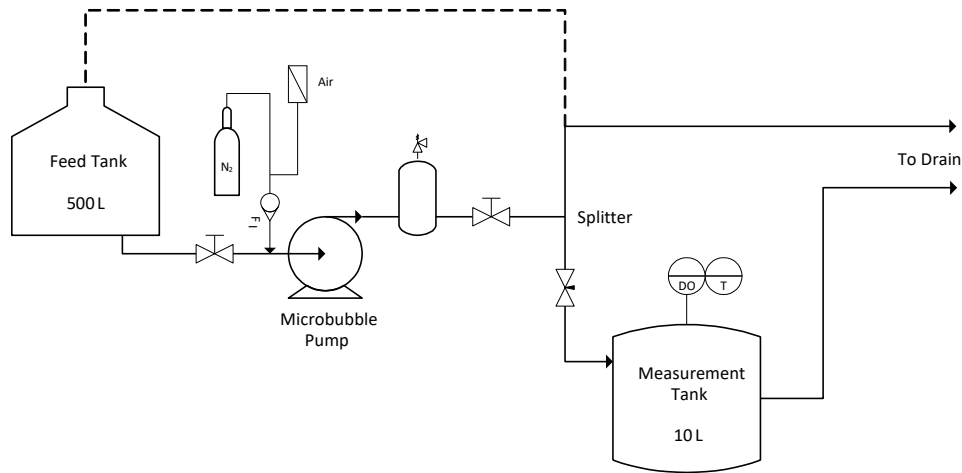 Air
Feed Tank
500 L
N₂
FI
To Drain
Splitter
DO T
Microbubble
Pump
Measurement
Tank
10 L